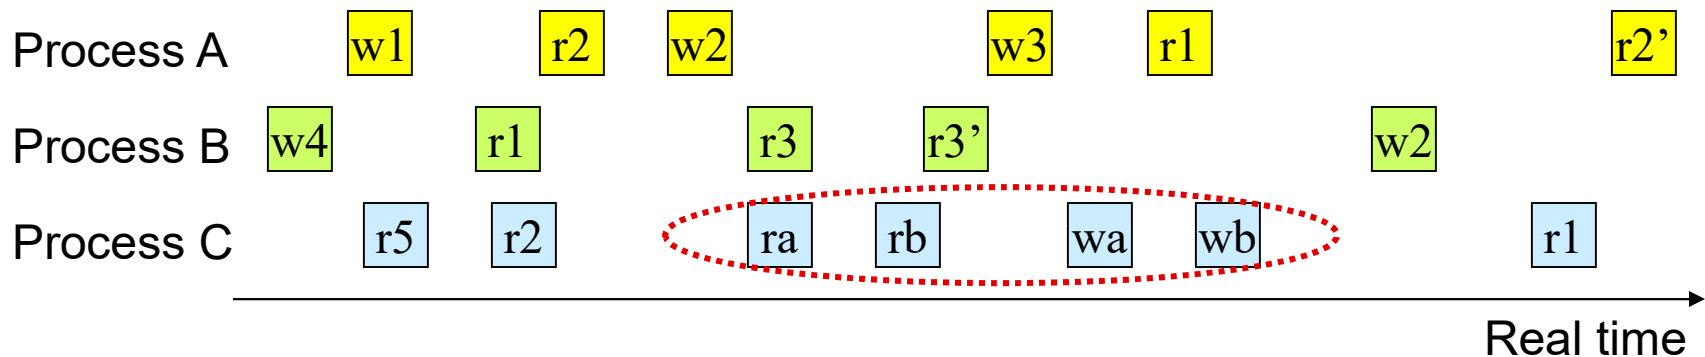 Process A w1 r2 w2 w3 r1 r2’
Process B w4 r1 r3 r3’ w2
Process C r5 r2 ra rb wa wb r1
Real time